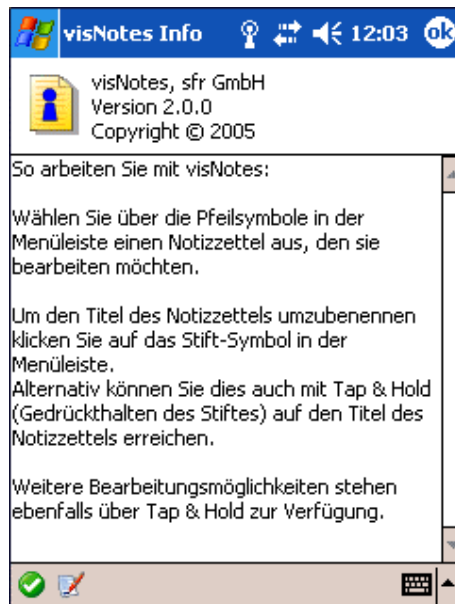 visNotes Info 12:03 ok
visNotes, sfr GmbH
Version 2.0.0
Copyright © 2005
So arbeiten Sie mit visNotes:
Wählen Sie über die Pfeilsymbole in der
Menüleiste einen Notizzettel aus, den sie
bearbeiten möchten.
Um den Titel des Notizzettels umzubenennen
klicken Sie auf das Stift-Symbol in der
Menüleiste.
Alternativ können Sie dies auch mit Tap & Hold
(Gedrückthalten des Stiftes) auf den Titel des
Notizzettels erreichen.
Weitere Bearbeitungsmöglichkeiten stehen
ebenfalls über Tap & Hold zur Verfügung.